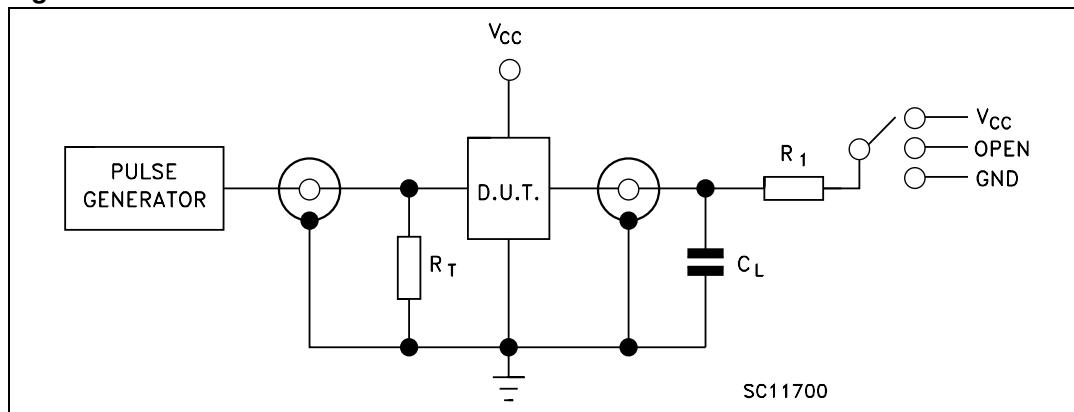 VCC
PULSE
GENERATOR
D.U.T.
RT
CL
R1
VCC
OPEN
GND
SC11700